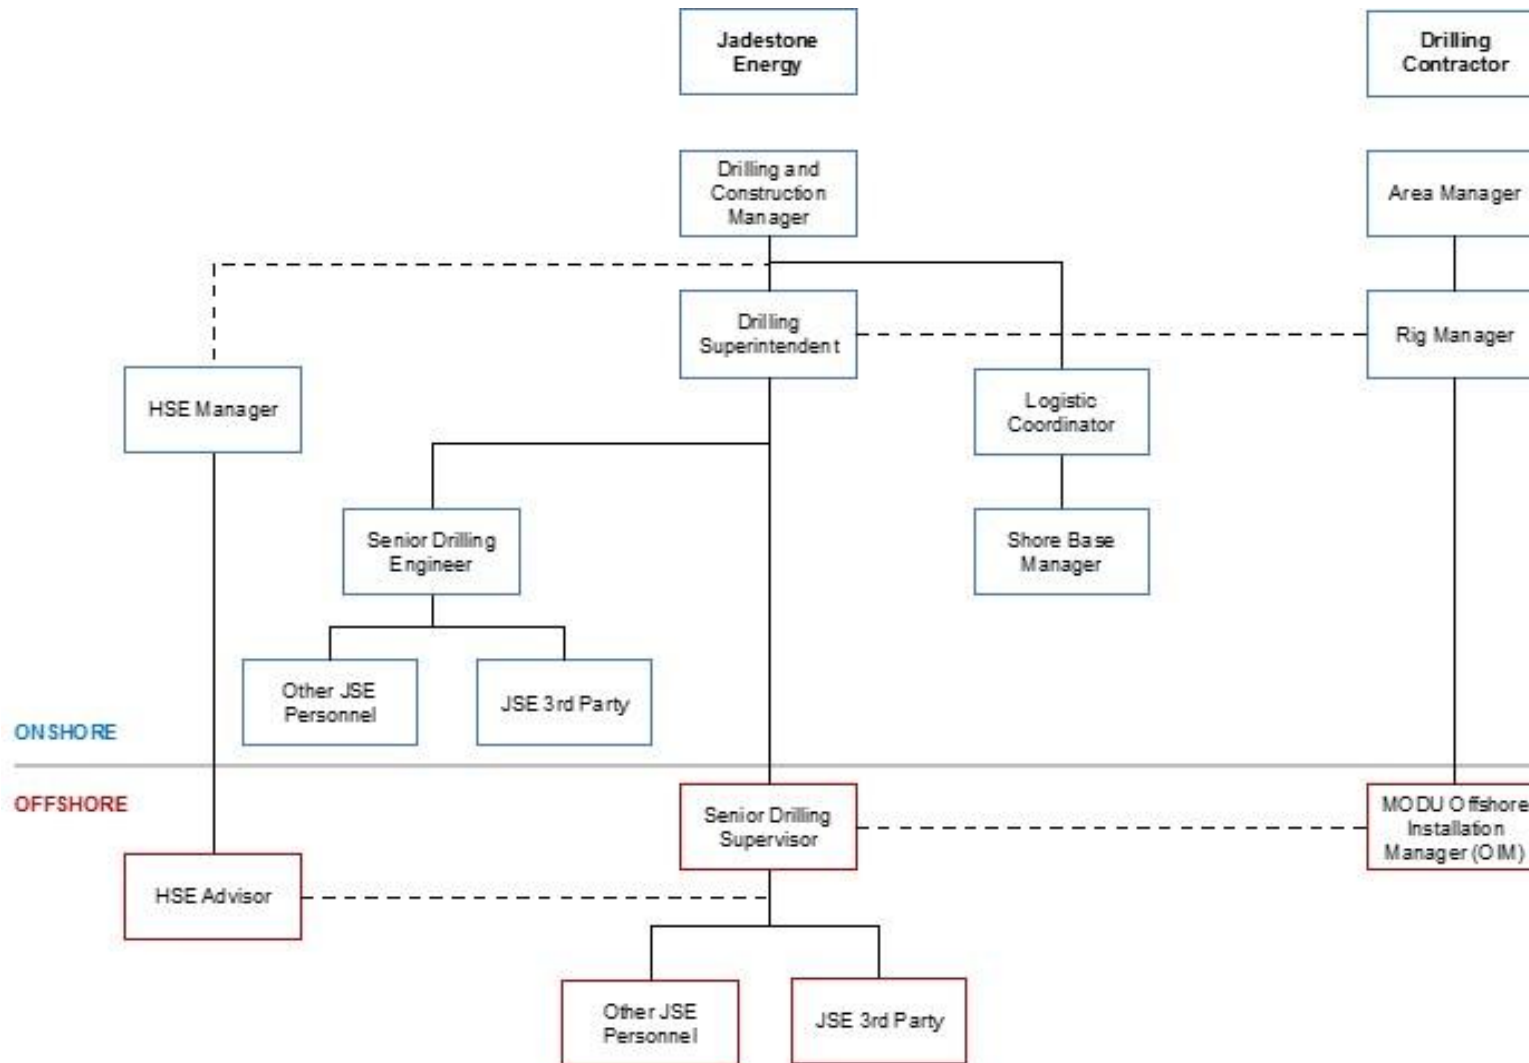 Jadestone
Energy
Drilling
Contractor
Drilling and
Construction
Manager
Area Manager
Drilling
Superintendent
Rig Manager
HSE Manager
Logistic
Coordinator
Senior Drilling
Engineer
Shore Base
Manager
Other JSE
Personnel
JSE 3rd Party
ONSHORE
OFFSHORE
Senior Drilling
Supervisor
MODU Offshore
Installation
Manager (OIM)
HSE Advisor
Other JSE
Personnel
JSE 3rd Party